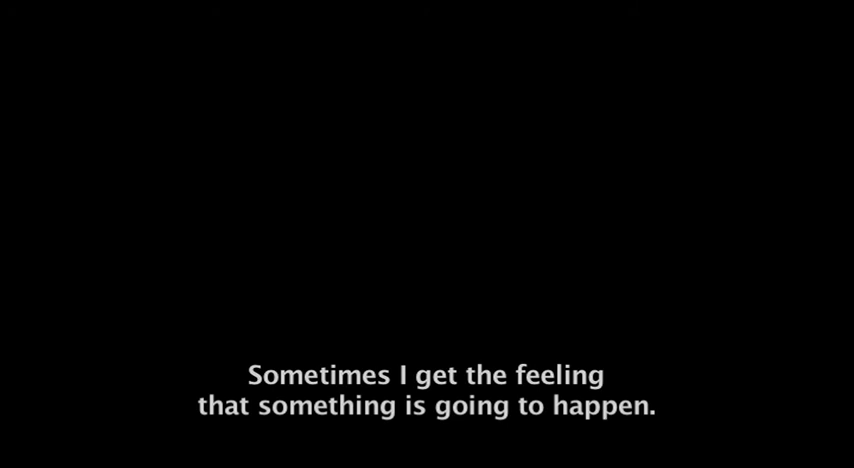 Sometimes I get the feeling
that something is going to happen.